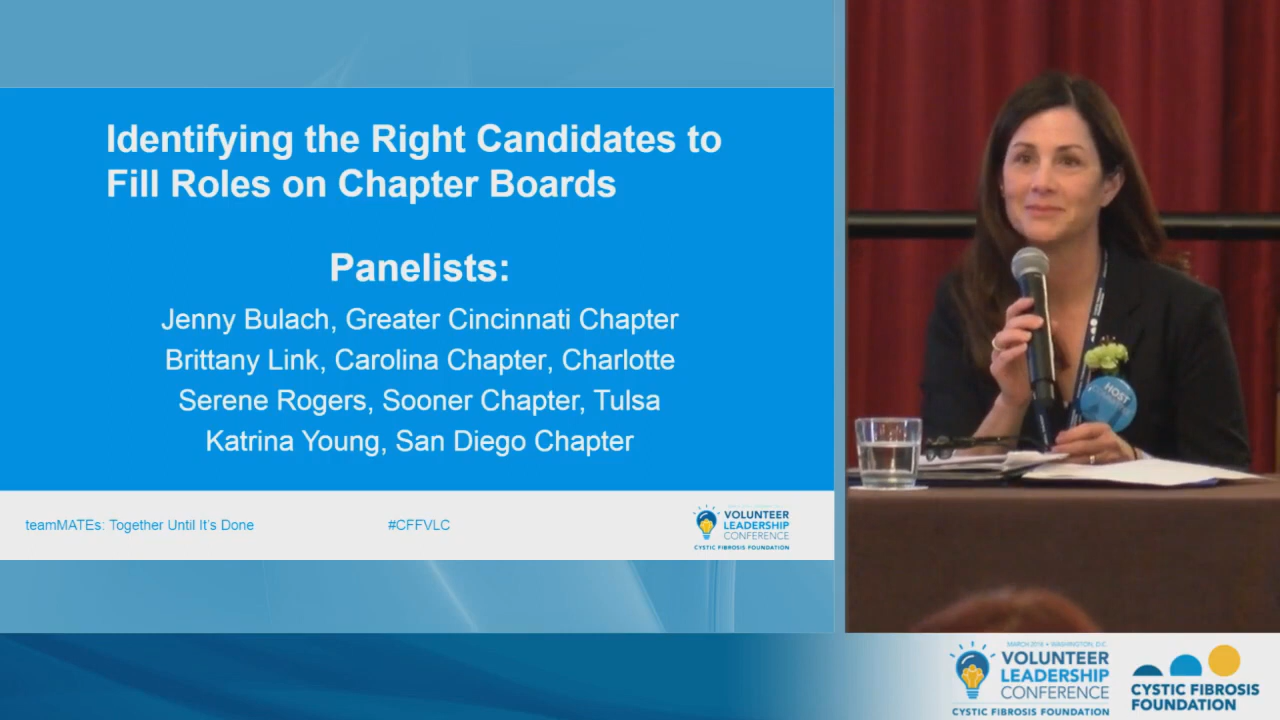 Identifying the Right Candidates to
Fill Roles on Chapter Boards
Panelists:
Jenny Bulach, Greater Cincinnati Chapter
Brittany Link, Carolina Chapter, Charlotte
Serene Rogers, Sooner Chapter, Tulsa
Katrina Young, San Diego Chapter
teamMATEs: Together Until It's Done
#CFFVLC
VOLUNTEER
LEADERSHIP
CONFERENCE
CYSTIC FIBROSIS FOUNDATION
HOST
VOLUNTEER
LEADERSHIP
CONFERENCE
CYSTIC FIBROSIS FOUNDATION
CYSTIC FIBROSIS
FOUNDATION